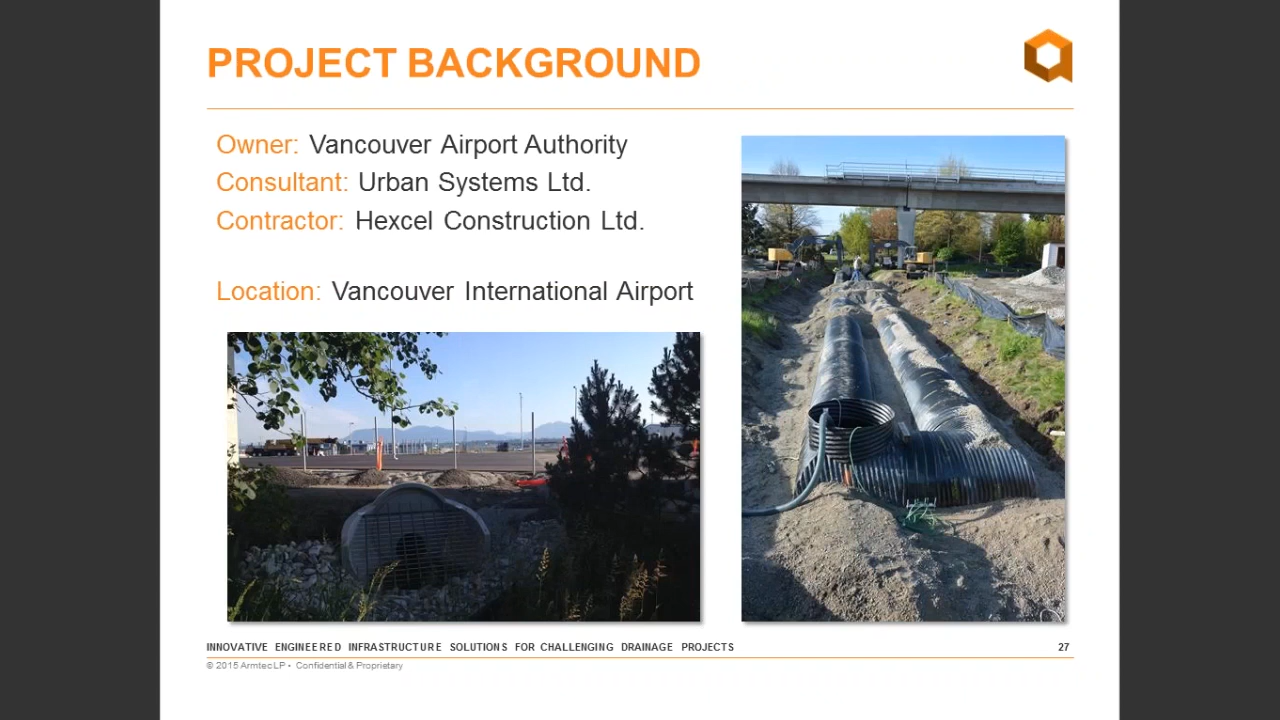 PROJECT BACKGROUND
Owner: Vancouver Airport Authority
Consultant: Urban Systems Ltd.
Contractor: Hexcel Construction Ltd.
Location: Vancouver International Airport
INNOVATIVE ENGINEERED INFRASTRUCTURE SOLUTIONS FOR CHALLENGING DRAINAGE PROJECTS 27
© 2015 Armtec LP • Confidential & Proprietary